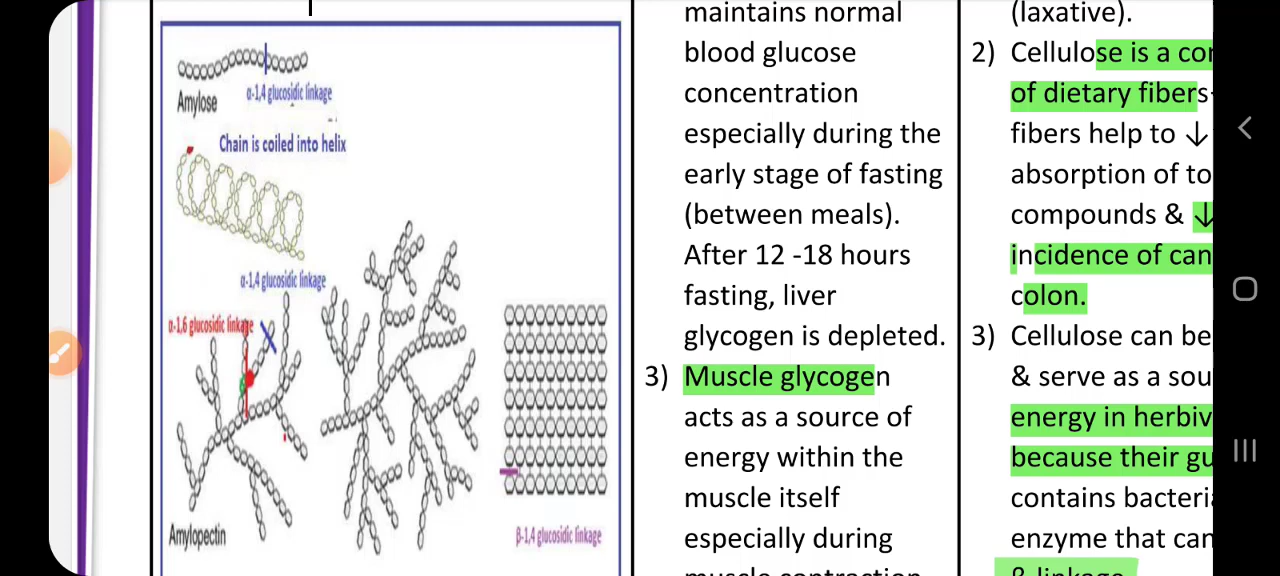 Amylose
α-1,4 glucosidic linkage
Chain is coiled into helix
α-1,4 glucosidic linkage
α-1,6 glucosidic linkage
Amylopectin
β-1,4 glucosidic linkage
maintains normal
blood glucose
concentration
especially during the
early stage of fasting
(between meals).
After 12 -18 hours
fasting, liver
glycogen is depleted.
3) Muscle glycogen
acts as a source of
energy within the
muscle itself
especially during
muscle contraction
(laxative).
2) Cellulose is a con
of dietary fibers-
fibers help to ↓
absorption of to
compounds & ↓
incidence of can
colon.
3) Cellulose can be
& serve as a sou
energy in herbiv
because their gu
contains bacteria
enzyme that can
β linkage